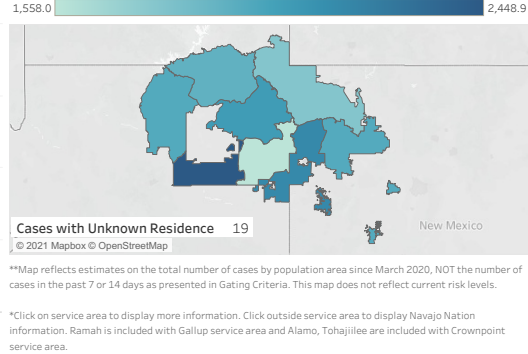 1,558.0 2,448.9
New Mexico
Cases with Unknown Residence 19
© 2021 Mapbox © OpenStreetMap
**Map reflects estimates on the total number of cases by population area since March 2020, NOT the number of
cases in the past 7 or 14 days as presented in Gating Criteria. This map does not reflect current risk levels.
*Click on service area to display more information. Click outside service area to display Navajo Nation
information. Ramah is included with Gallup service area and Alamo, Tohajiilee are included with Crownpoint
service area.